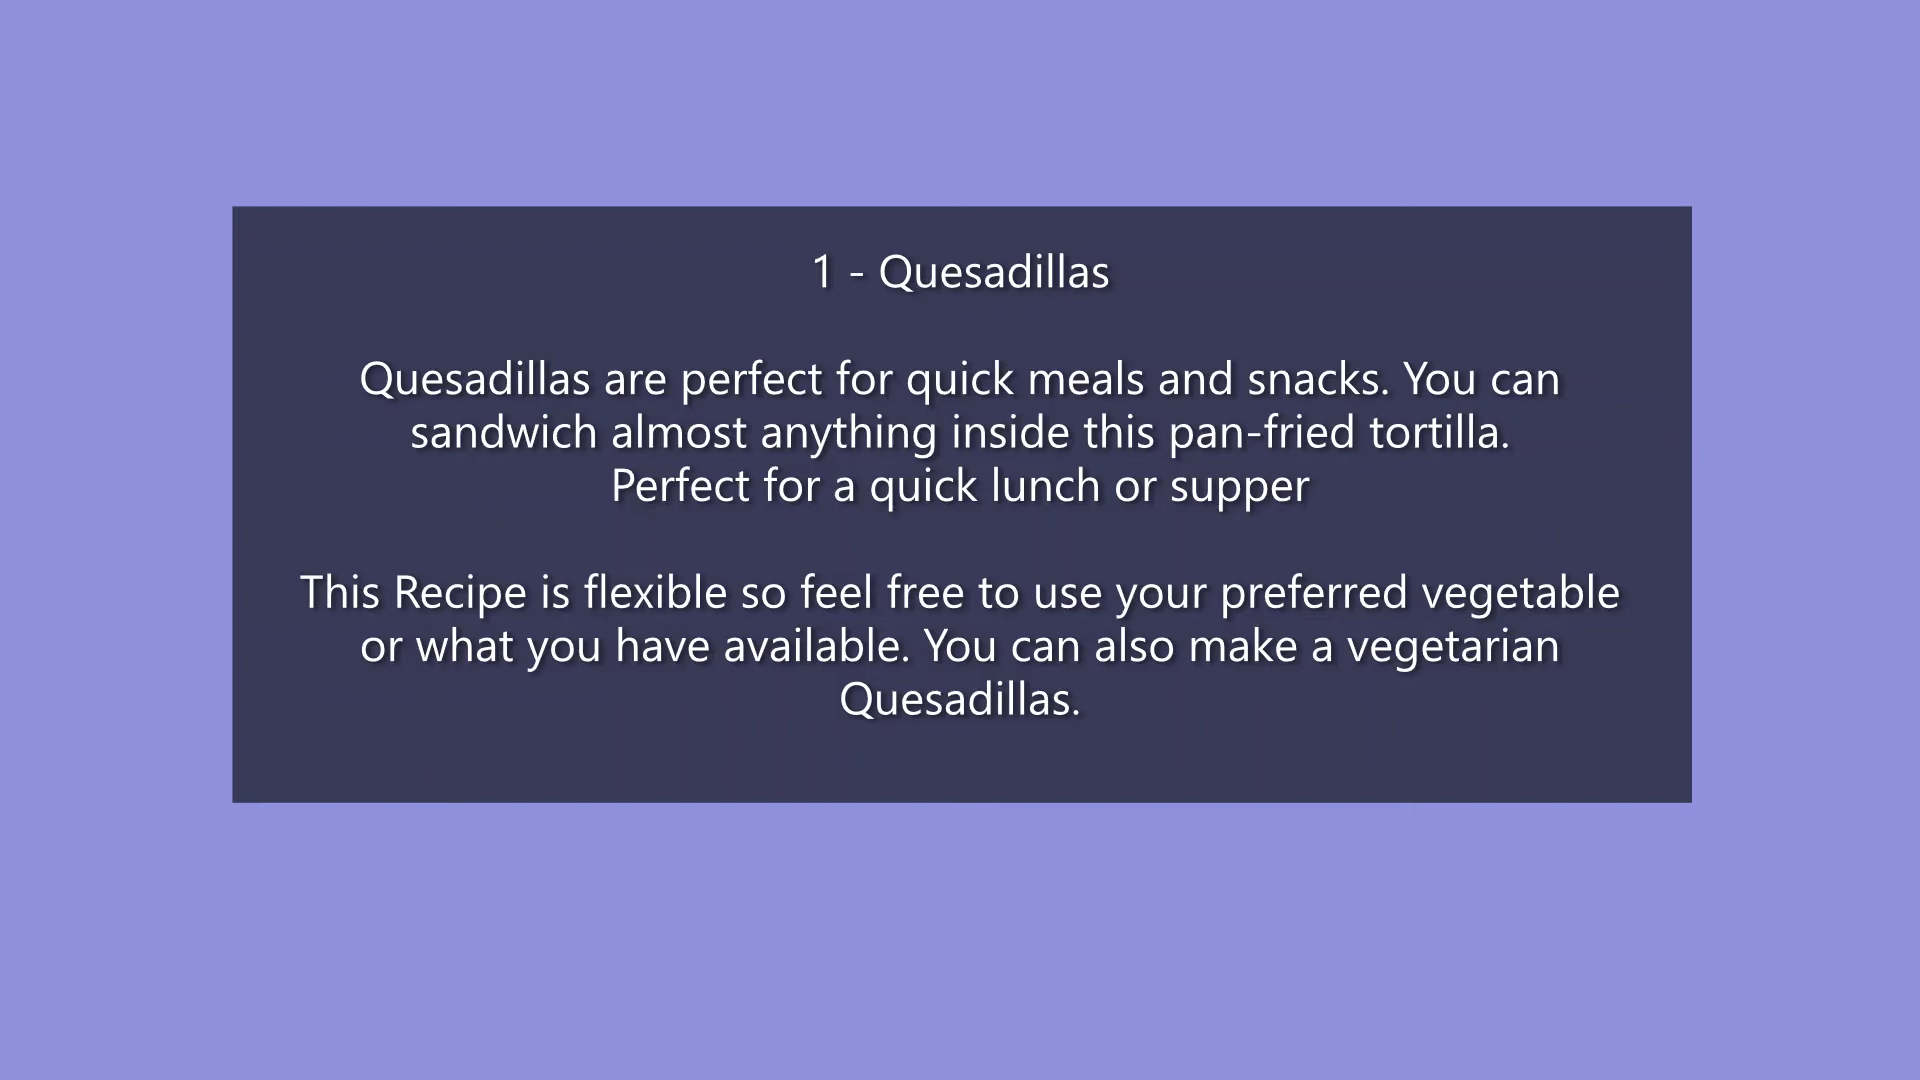 1 - Quesadillas
Quesadillas are perfect for quick meals and snacks. You can
sandwich almost anything inside this pan-fried tortilla.
Perfect for a quick lunch or supper
This Recipe is flexible so feel free to use your preferred vegetable
or what you have available. You can also make a vegetarian
Quesadillas.